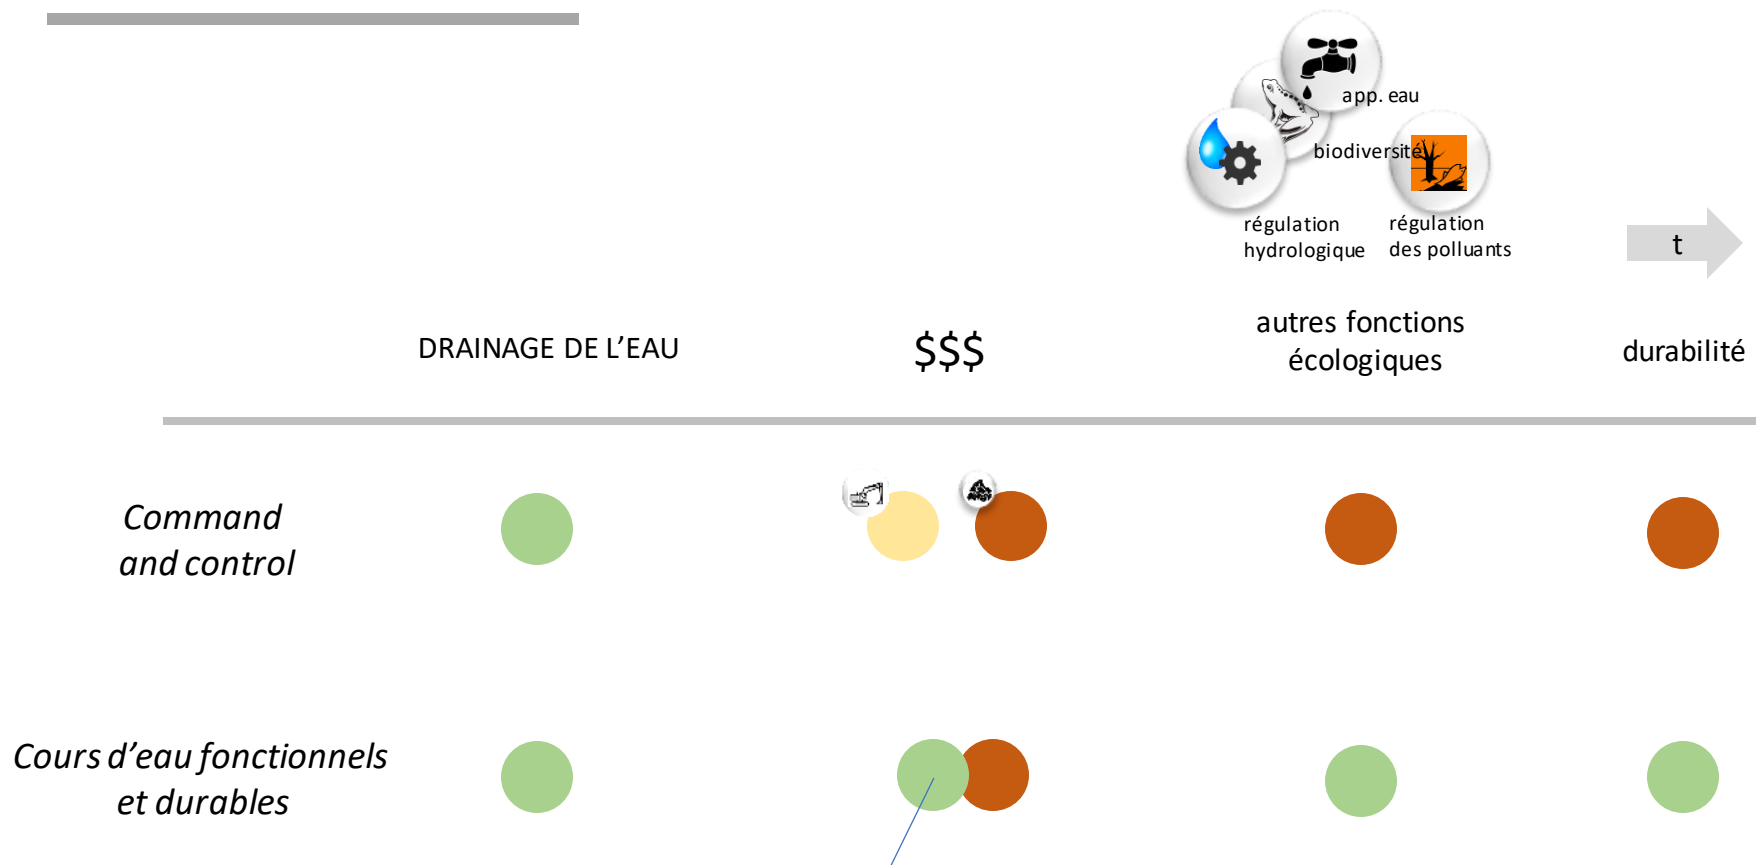 app. eau
biodiversité
régulation
hydrologique
régulation
des polluants
t
DRAINAGE DE L'EAU
$$$
autres fonctions
écologiques
durabilité
Command
and control
Cours d'eau fonctionnels
et durables